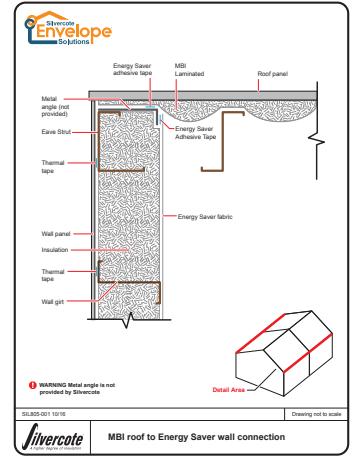 Silvercote
Envelope
Solutions
Energy Saver
adhesive tape
MBI
Laminated
Roof panel
Metal
angle (not
provided)
Energy Saver
Adhesive Tape
Eave Strut
Thermal
tape
Energy Saver fabric
Wall panel
Insulation
Thermal
tape
Wall girt
! WARNING Metal angle is not
provided by Silvercote
Detail Area
SIL805-001 10/16
Drawing not to scale
Silvercote
A higher degree of insulation
MBI roof to Energy Saver wall connection